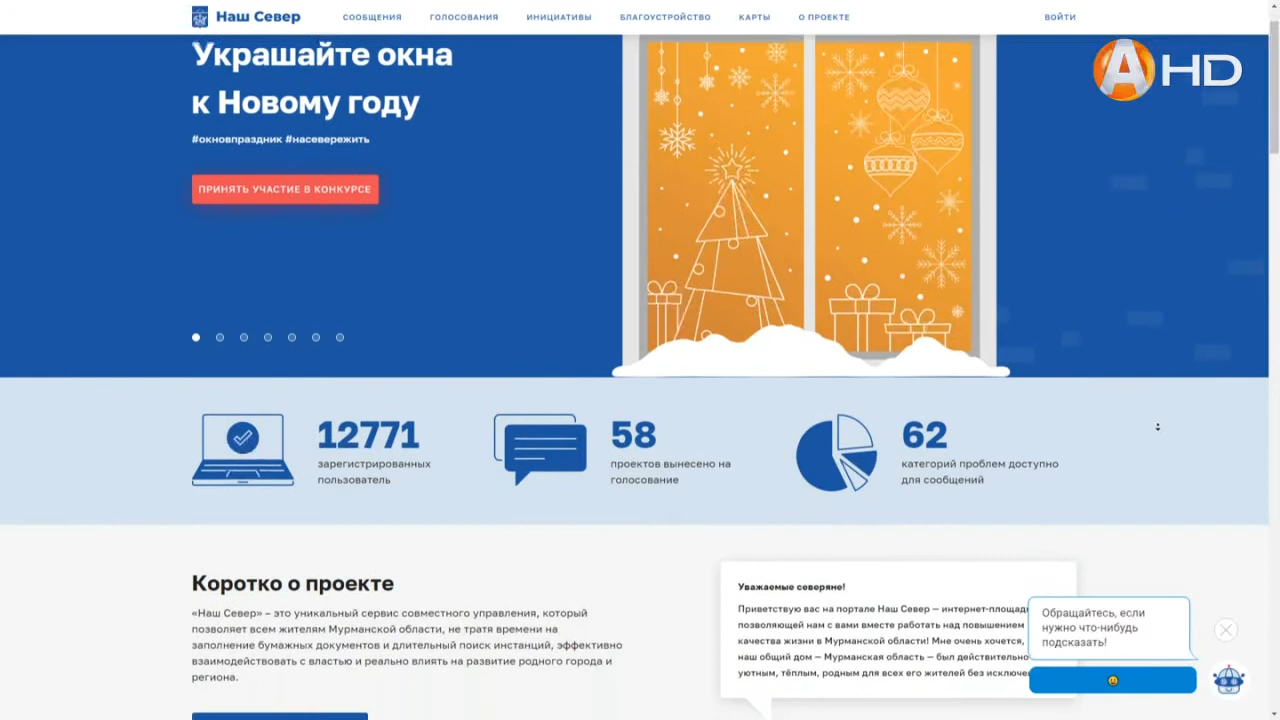 Наш Север
СООБЩЕНИЯ
ГОЛОСОВАНИЯ
ИНИЦИАТИВЫ
БЛАГОУСТРОЙСТВО
КАРТЫ
О ПРОЕКТЕ
ВОЙТИ
А HD
Украшайте окна
к Новому году
#окновпраздник #насевережить
ПРИНЯТЬ УЧАСТИЕ В КОНКУРСЕ
12771
зарегистрированных
пользователь
58
проектов вынесено на
голосование
62
категорий проблем доступно
для сообщений
Коротко о проекте
«Наш Север» – это уникальный сервис совместного управления, который
позволяет всем жителям Мурманской области, не тратя времени на
заполнение бумажных документов и длительный поиск инстанций, эффективно
взаимодействовать с властью и реально влиять на развитие родного города и
региона.
Уважаемые северяне!
Приветствую вас на портале Наш Север — интернет-площад
позволяющей нам с вами вместе работать над повышением
качества жизни в Мурманской области! Мне очень хочется,
наш общий дом — Мурманская область — был действительно
уютным, тёплым, родным для всех его жителей без исключе
Обращайтесь, если
нужно что-нибудь
подсказать!